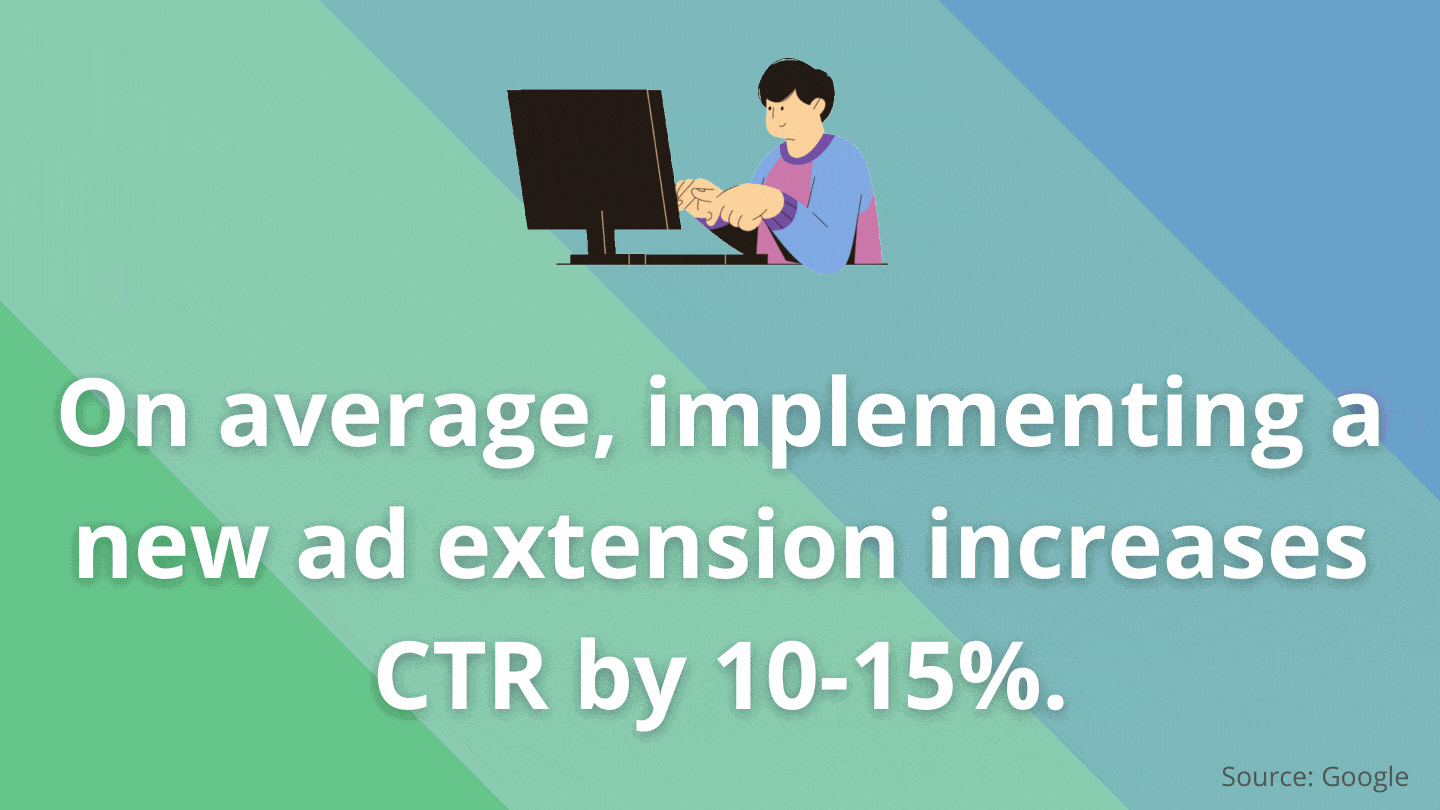 On average, implementing a
new ad extension increases
CTR by 10-15%.
Source: Google